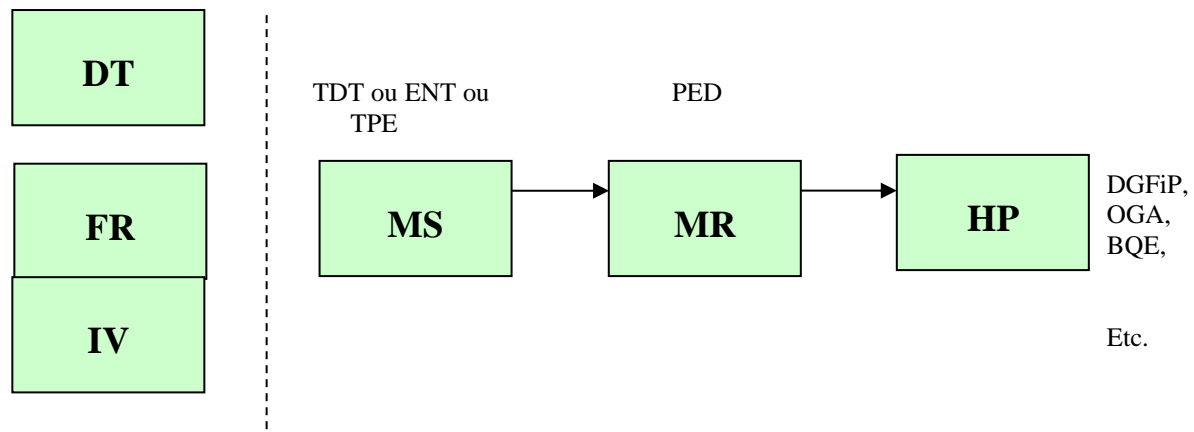 DT
FR
IV
TDT ou ENT ou
TPE
PED
MS
MR
HP
DGFiP,
OGA,
BQE,
Etc.